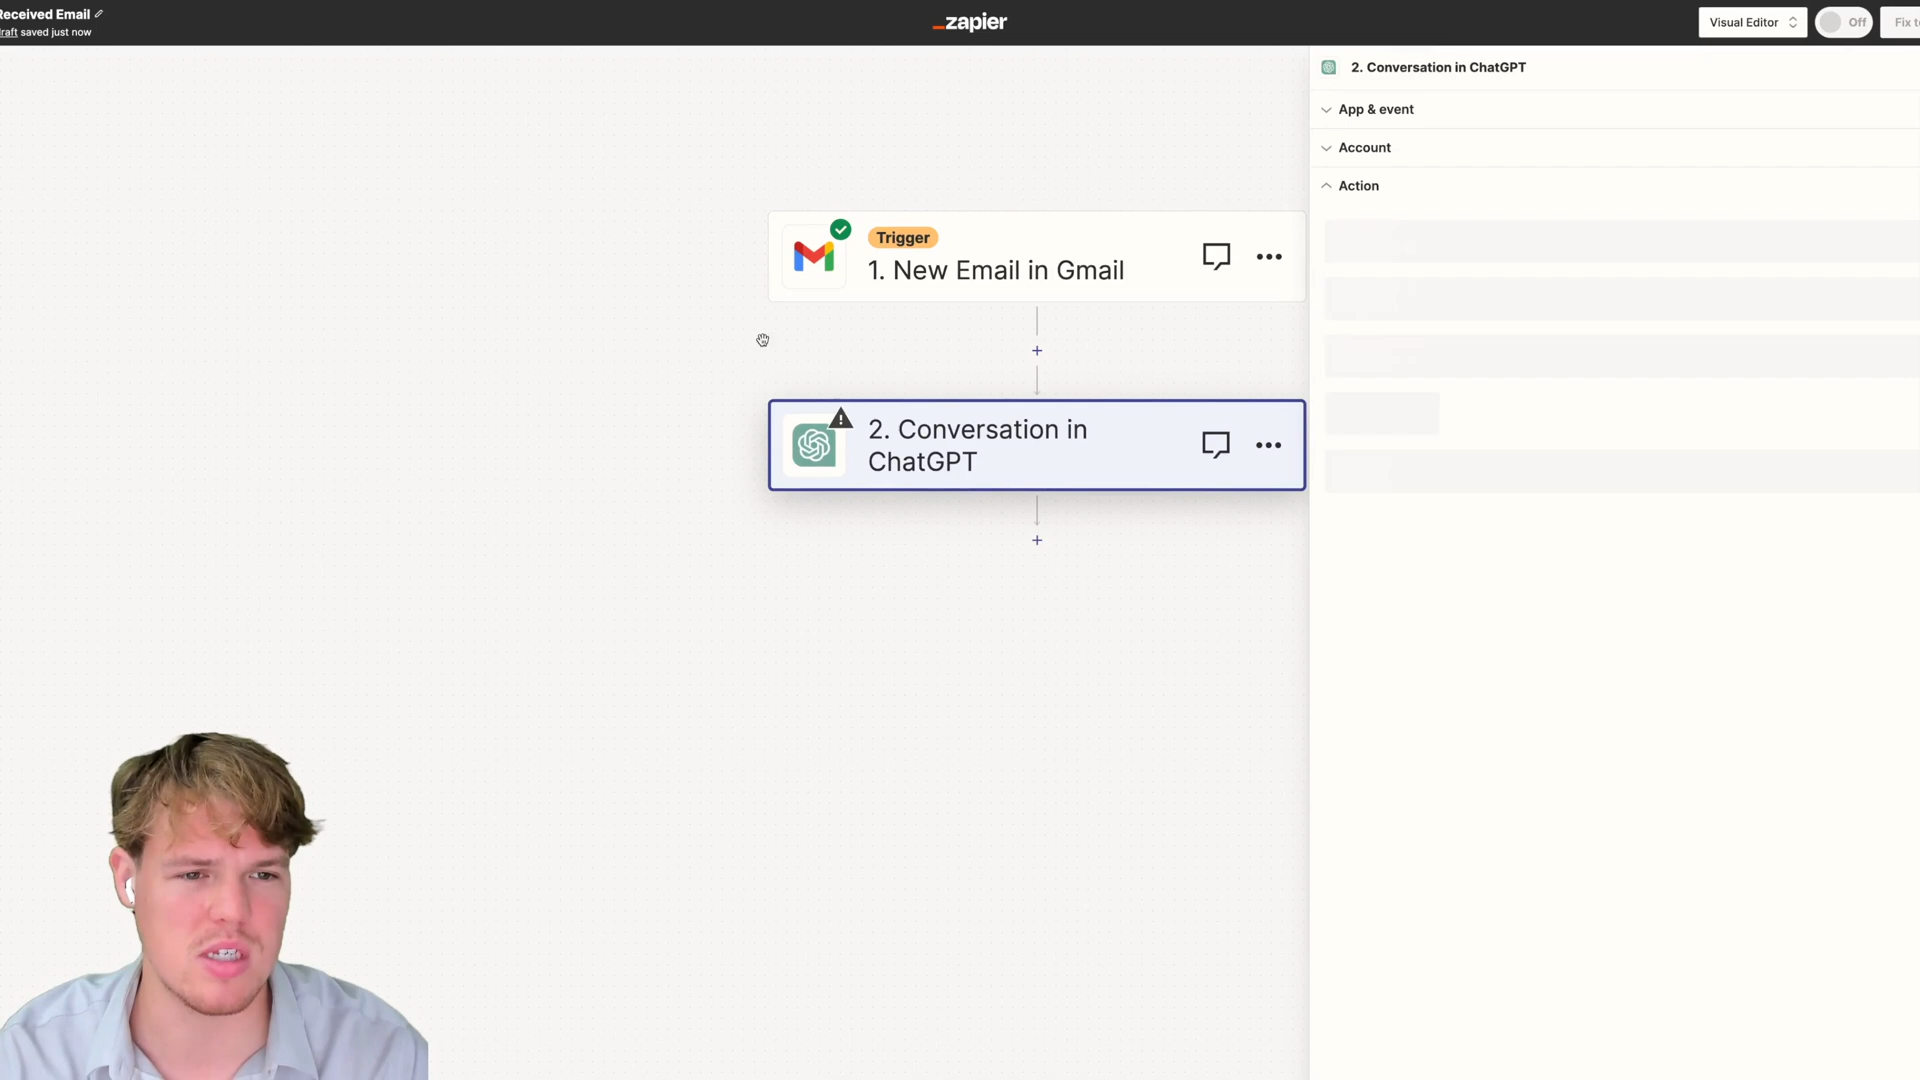 Received Email
draft saved just now
zapier
Visual Editor
Off
Fix
2. Conversation in ChatGPT
App & event
Account
Action
Trigger
1. New Email in Gmail
2. Conversation in
ChatGPT